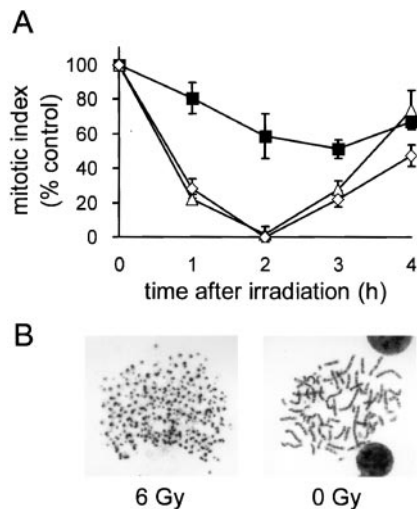 A
mitotic index
(% control)
100
80
60
40
20
0
0 1 2 3 4
time after irradiation (h)
B
6 Gy 0 Gy